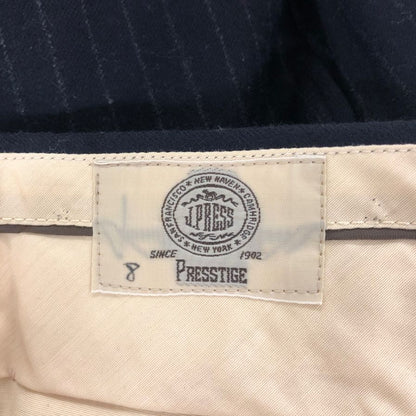 SAN FRANCISCO • NEW HAVEN • CAMBRIDGE • NEW YORK •
J. PRESS
SINCE 1902
PRESSTIGE
8